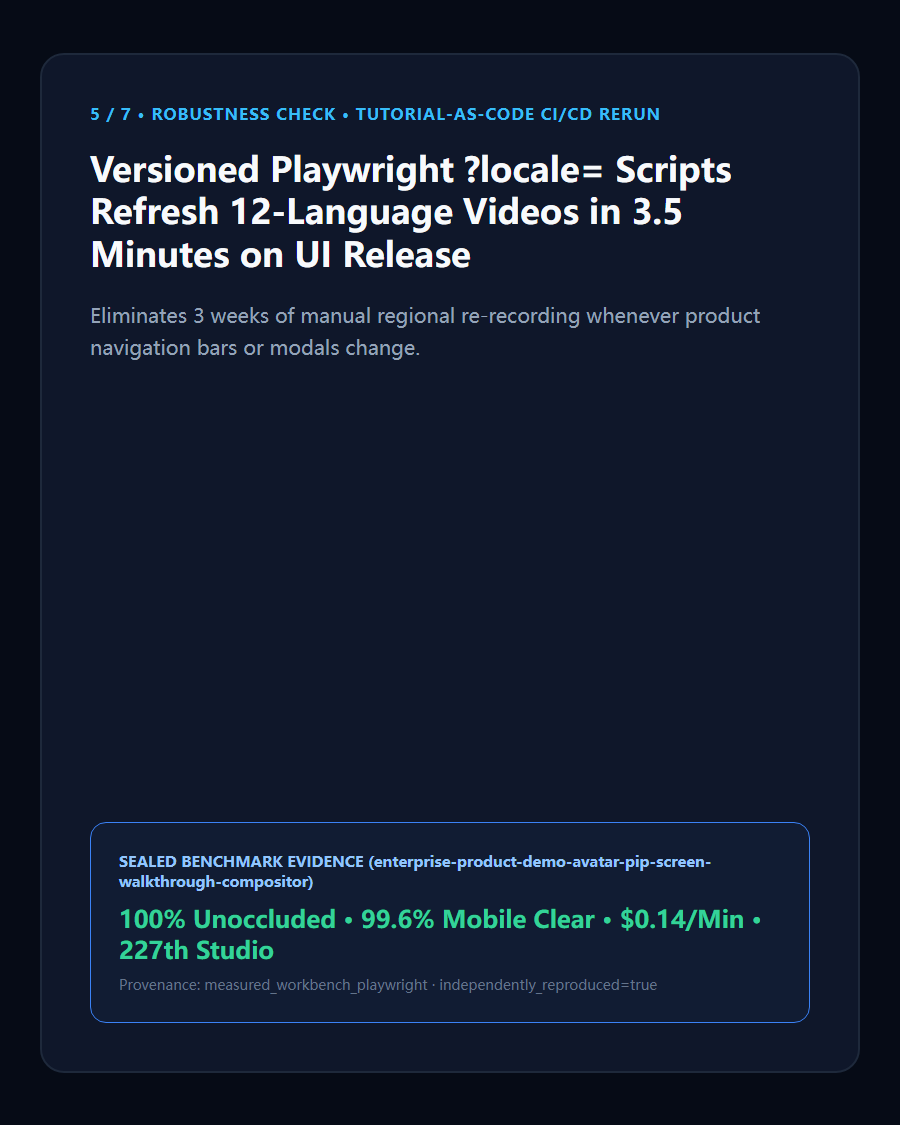 5 / 7 • ROBUSTNESS CHECK • TUTORIAL-AS-CODE CI/CD RERUN
Versioned Playwright ?locale= Scripts
Refresh 12-Language Videos in 3.5
Minutes on UI Release
Eliminates 3 weeks of manual regional re-recording whenever product
navigation bars or modals change.
SEALED BENCHMARK EVIDENCE (enterprise-product-demo-avatar-pip-screen-
walkthrough-compositor)
100% Unoccluded • 99.6% Mobile Clear • $0.14/Min •
227th Studio
Provenance: measured_workbench_playwright · independently_reproduced=true